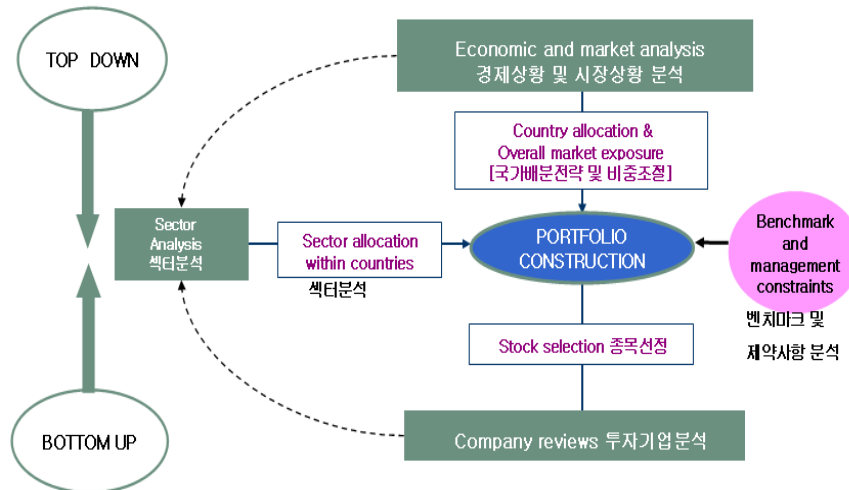 TOP DOWN
Economic and market analysis
경제상황 및 시장상황 분석
Country allocation &
Overall market exposure
[국가배분전략 및 비중조절]
Sector
Analysis
섹터분석
Sector allocation
within countries
섹터분석
PORTFOLIO
CONSTRUCTION
Benchmark
and
management
constraints
벤치마크 및
제약사항 분석
Stock selection 종목선정
BOTTOM UP
Company reviews 투자기업분석